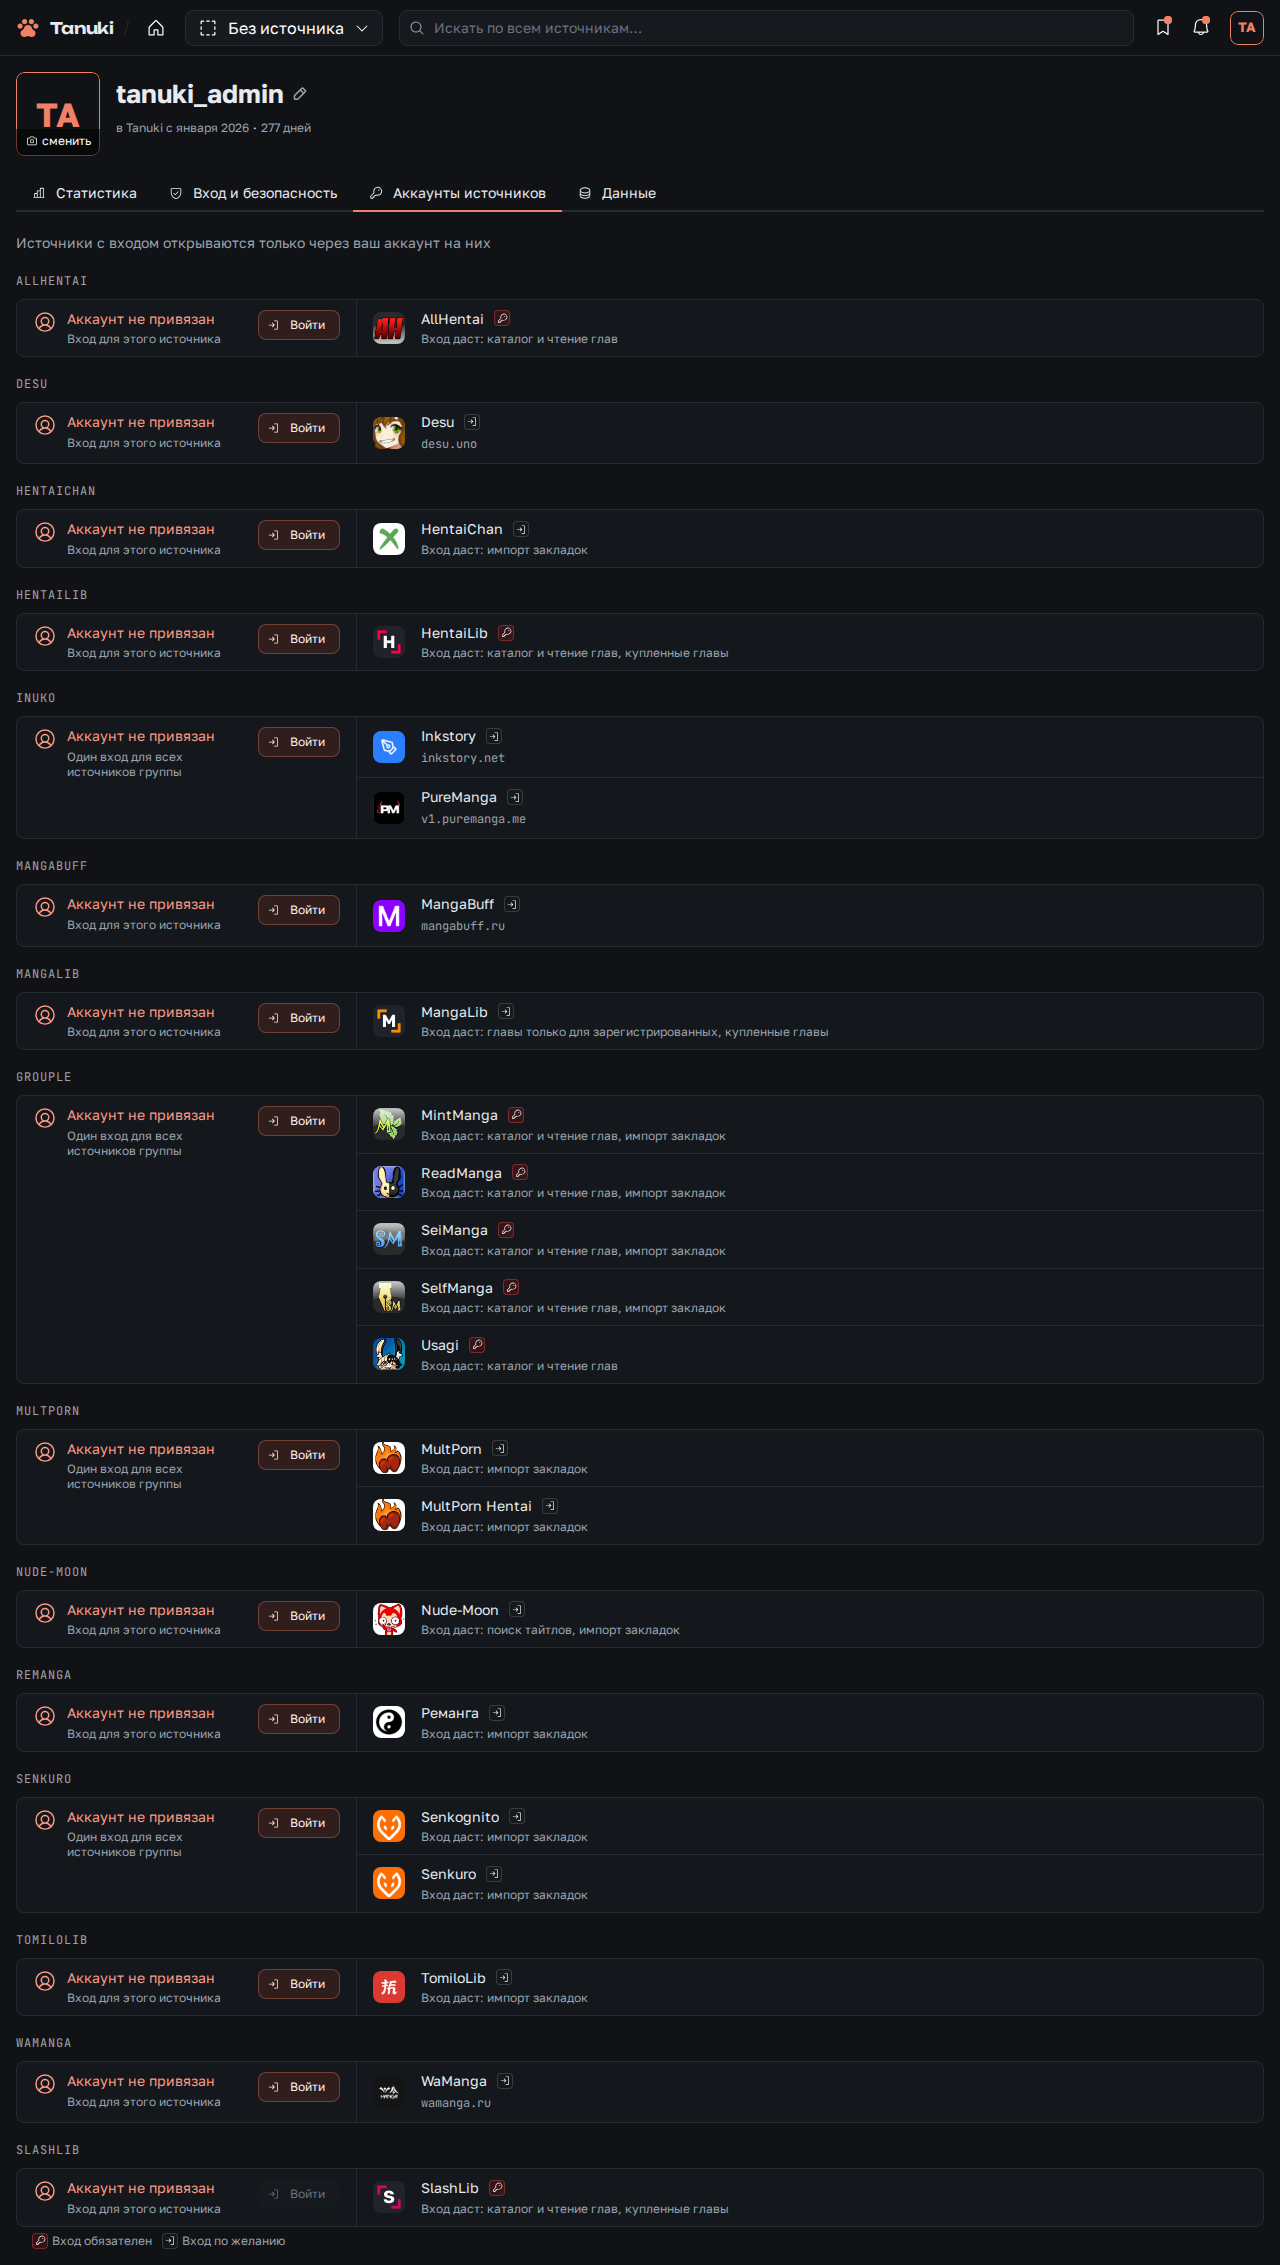 Tanuki / Без источника Искать по всем источникам... TA
TA tanuki_admin
сменить в Tanuki с января 2026 · 277 дней
Статистика Вход и безопасность Аккаунты источников Данные
Источники с входом открываются только через ваш аккаунт на них
ALLHENTAI
Аккаунт не привязан Войти AllHentai
Вход для этого источника Вход даст: каталог и чтение глав
DESU
Аккаунт не привязан Войти Desu
Вход для этого источника desu.uno
HENTAICHAN
Аккаунт не привязан Войти HentaiChan
Вход для этого источника Вход даст: импорт закладок
HENTAILIB
Аккаунт не привязан Войти HentaiLib
Вход для этого источника Вход даст: каталог и чтение глав, купленные главы
INUKO
Аккаунт не привязан Войти Inkstory
Один вход для всех inkstory.net
источников группы
PM PureManga
v1.puremanga.me
MANGABUFF
Аккаунт не привязан Войти M MangaBuff
Вход для этого источника mangabuff.ru
MANGALIB
Аккаунт не привязан Войти M MangaLib
Вход для этого источника Вход даст: главы только для зарегистрированных, купленные главы
GROUPLE
Аккаунт не привязан Войти MintManga
Один вход для всех Вход даст: каталог и чтение глав, импорт закладок
источников группы
ReadManga
Вход даст: каталог и чтение глав, импорт закладок
SM SeiManga
Вход даст: каталог и чтение глав, импорт закладок
SM SelfManga
Вход даст: каталог и чтение глав, импорт закладок
Usagi
Вход даст: каталог и чтение глав
MULTPORN
Аккаунт не привязан Войти MultPorn
Один вход для всех Вход даст: импорт закладок
источников группы
MultPorn Hentai
Вход даст: импорт закладок
NUDE-MOON
Аккаунт не привязан Войти Nude-Moon
Вход для этого источника Вход даст: поиск тайтлов, импорт закладок
REMANGA
Аккаунт не привязан Войти Реманга
Вход для этого источника Вход даст: импорт закладок
SENKURO
Аккаунт не привязан Войти Senkognito
Один вход для всех Вход даст: импорт закладок
источников группы
Senkuro
Вход даст: импорт закладок
TOMILOLIB
Аккаунт не привязан Войти TomiloLib
Вход для этого источника Вход даст: импорт закладок
WAMANGA
Аккаунт не привязан Войти WaManga
Вход для этого источника wamanga.ru
SLASHLIB
Аккаунт не привязан Войти S SlashLib
Вход для этого источника Вход даст: каталог и чтение глав, купленные главы
Вход обязателен Вход по желанию